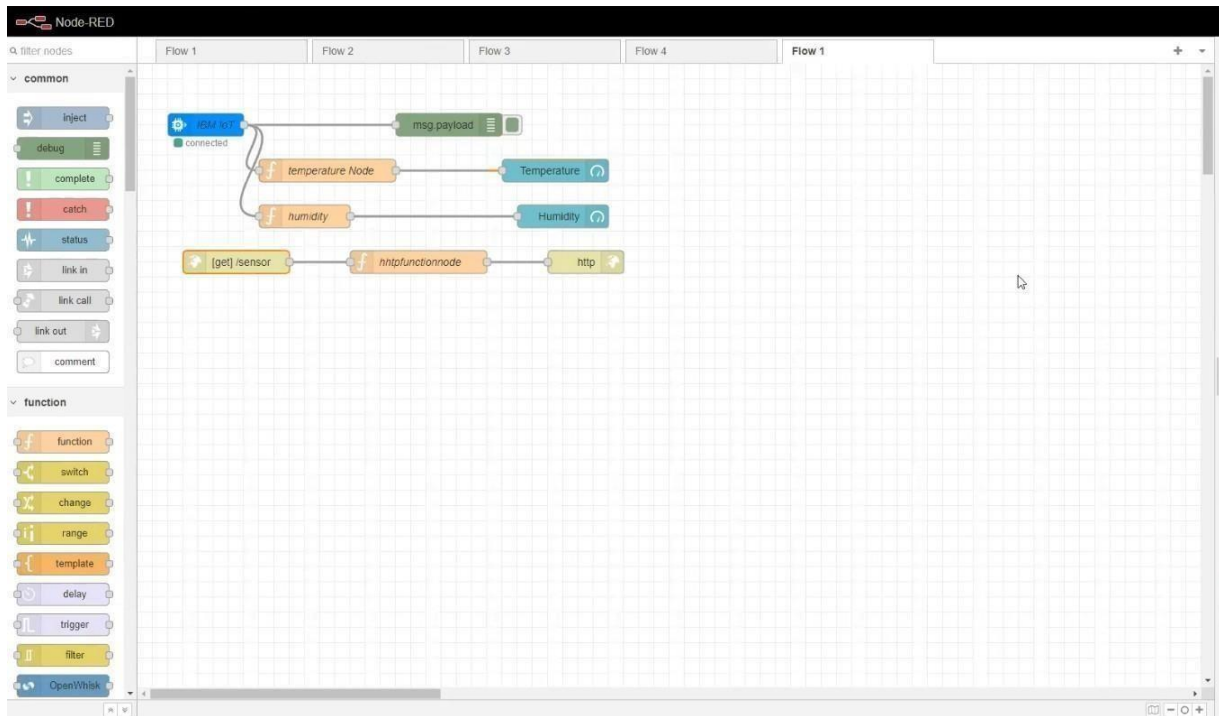 Node-RED
filter nodes
Flow 1
Flow 2
Flow 3
Flow 4
Flow 1
common
inject
debug
complete
catch
status
link in
link call
link out
comment
function
function
switch
change
range
template
delay
trigger
filter
OpenWhisk
IBM IoT
connected
msg.payload
temperature Node
Temperature
humidity
Humidity
[get] /sensor
hhtpfunctionnode
http